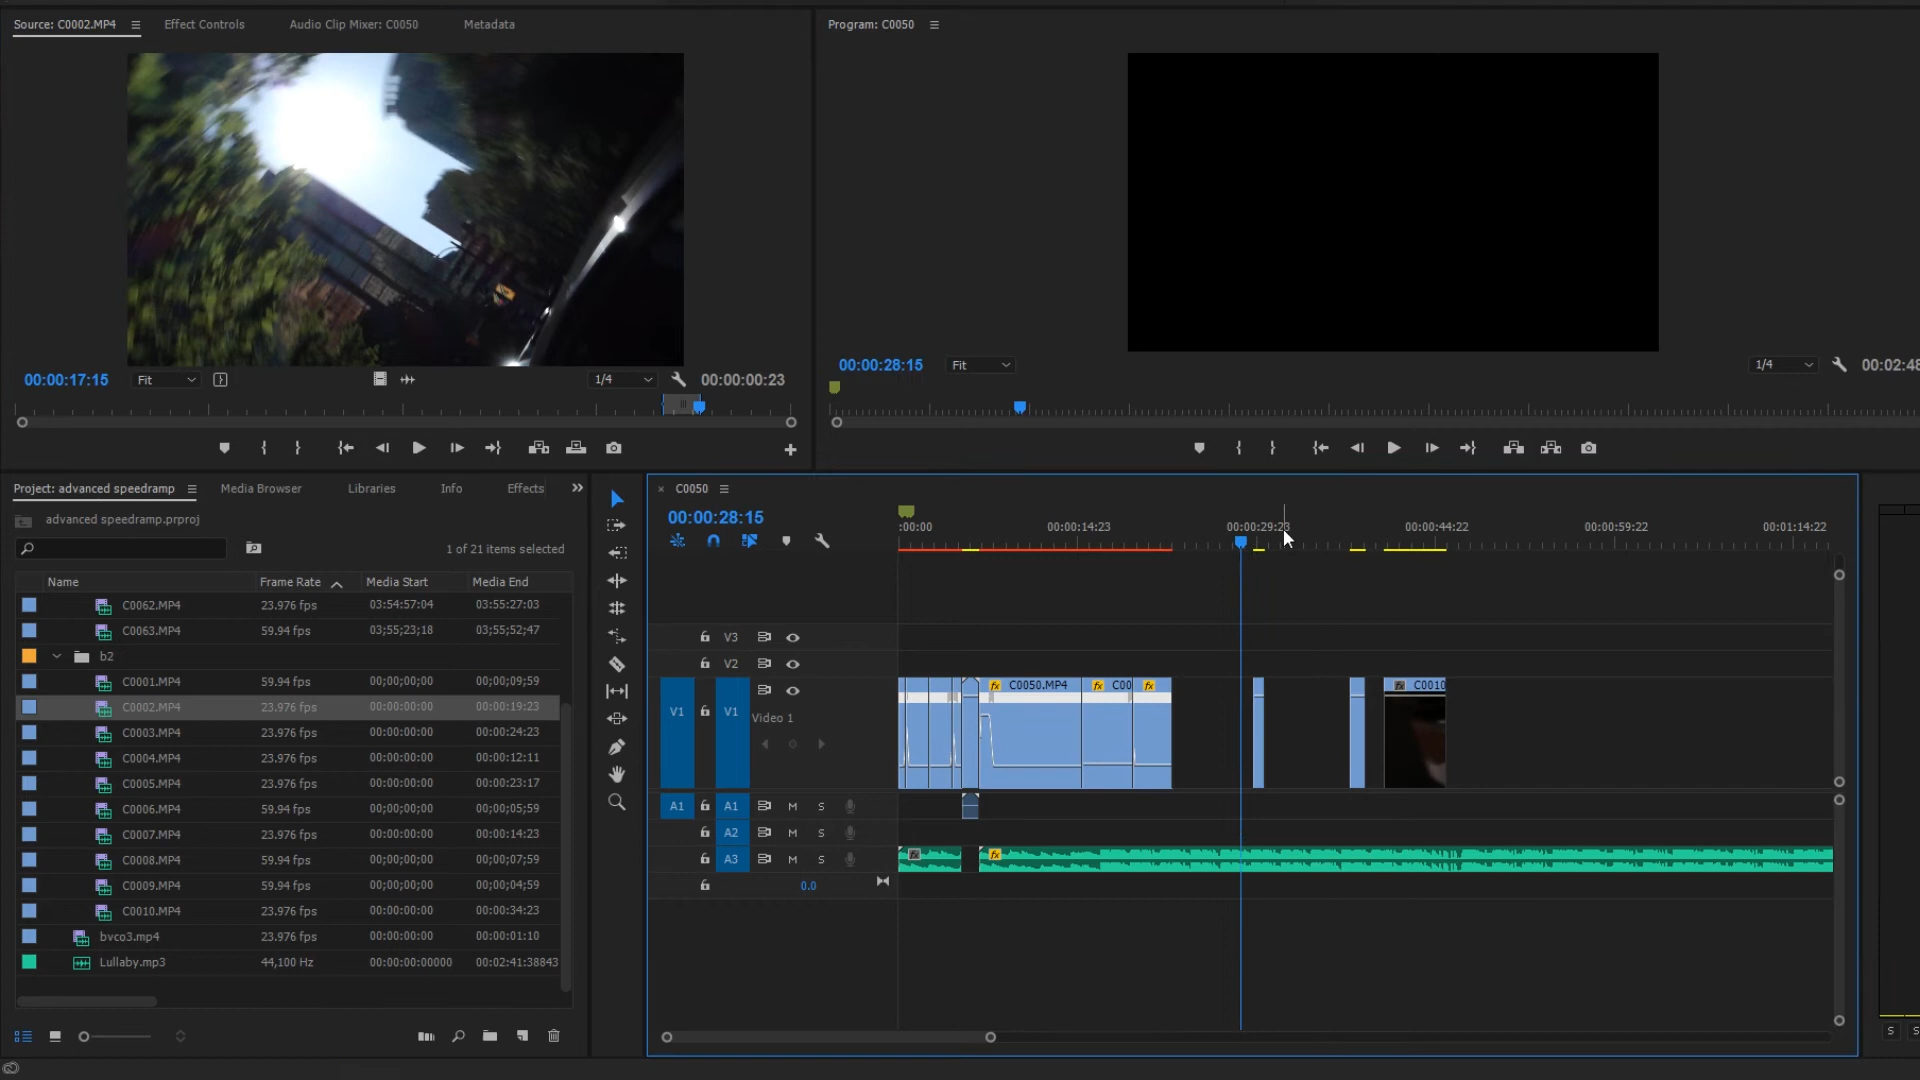 Source: C0002.MP4
Effect Controls
Audio Clip Mixer: C0050
Metadata
Program: C0050
00:00:17:15
Fit
1/4
00:00:00:23
00:00:28:15
Fit
1/4
00:02:48
Project: advanced speedramp
Media Browser
Libraries
Info
Effects
advanced speedramp.prproj
1 of 21 items selected
Name Frame Rate Media Start Media End
C0062.MP4 23.976 fps 03:54:57:04 03:55:27:03
C0063.MP4 59.94 fps 03;55;23;18 03;55;52;47
b2
C0001.MP4 59.94 fps 00;00;00;00 00;00;09;59
C0002.MP4 23.976 fps 00:00:00:00 00:00:19:23
C0003.MP4 23.976 fps 00:00:00:00 00:00:24:23
C0004.MP4 23.976 fps 00:00:00:00 00:00:12:11
C0005.MP4 23.976 fps 00:00:00:00 00:00:23:17
C0006.MP4 59.94 fps 00;00;00;00 00;00;05;59
C0007.MP4 23.976 fps 00:00:00:00 00:00:14:23
C0008.MP4 59.94 fps 00;00;00;00 00;00;07;59
C0009.MP4 59.94 fps 00;00;00;00 00;00;04;59
C0010.MP4 23.976 fps 00:00:00:00 00:00:34:23
bvco3.mp4 23.976 fps 00:00:00:00 00:00:01:10
Lullaby.mp3 44,100 Hz 00:00:00:00000 00:02:41:38843
× C0050
00:00:28:15
:00:00 00:00:14:23 00:00:29:23 00:00:44:22 00:00:59:22 00:01:14:22
V3
V2
V1 V1 Video 1
fx C0050.MP4 fx C00 fx fx C0010
A1 A1 M S
A2 M S
A3 M S fx fx
0.0
S S